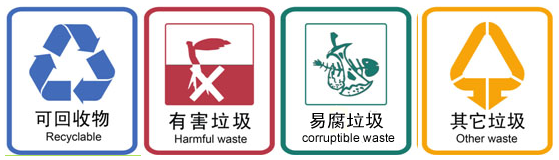 可回收物
Recyclable
有害垃圾
Harmful waste
易腐垃圾
corruptible waste
其它垃圾
Other waste